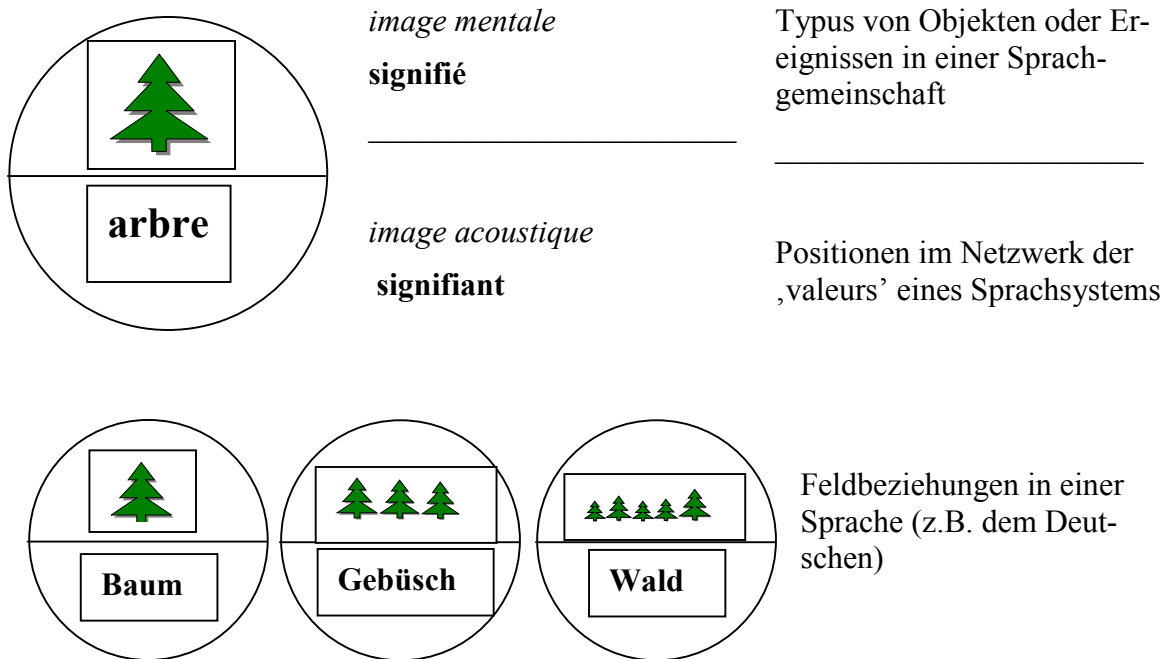 arbre
image mentale
signifié
image acoustique
signifiant
Typus von Objekten oder Er-
eignissen in einer Sprach-
gemeinschaft
Positionen im Netzwerk der
‚valeurs’ eines Sprachsystems
Baum
Gebüsch
Wald
Feldbeziehungen in einer
Sprache (z.B. dem Deut-
schen)